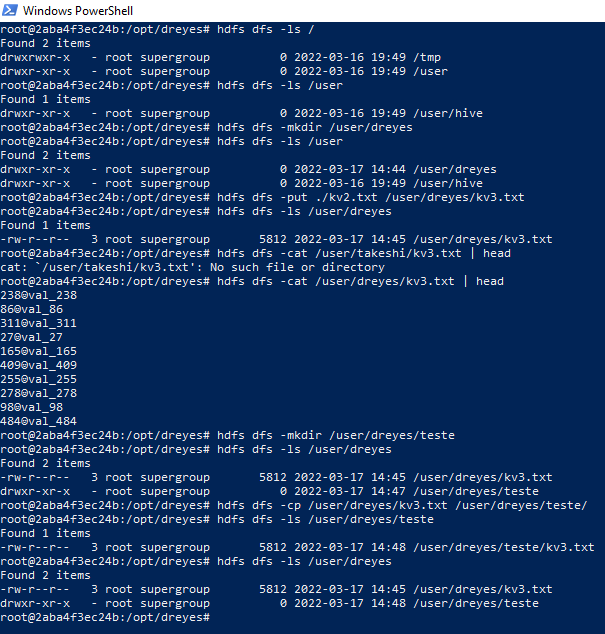 Windows PowerShell
root@2aba4f3ec24b:/opt/dreyes# hdfs dfs -ls /
Found 2 items
drwxrwxr-x   - root supergroup          0 2022-03-16 19:49 /tmp
drwxr-xr-x   - root supergroup          0 2022-03-16 19:49 /user
root@2aba4f3ec24b:/opt/dreyes# hdfs dfs -ls /user
Found 1 items
drwxr-xr-x   - root supergroup          0 2022-03-16 19:49 /user/hive
root@2aba4f3ec24b:/opt/dreyes# hdfs dfs -mkdir /user/dreyes
root@2aba4f3ec24b:/opt/dreyes# hdfs dfs -ls /user
Found 2 items
drwxr-xr-x   - root supergroup          0 2022-03-17 14:44 /user/dreyes
drwxr-xr-x   - root supergroup          0 2022-03-16 19:49 /user/hive
root@2aba4f3ec24b:/opt/dreyes# hdfs dfs -put ./kv2.txt /user/dreyes/kv3.txt
root@2aba4f3ec24b:/opt/dreyes# hdfs dfs -ls /user/dreyes
Found 1 items
-rw-r--r--   3 root supergroup       5812 2022-03-17 14:45 /user/dreyes/kv3.txt
root@2aba4f3ec24b:/opt/dreyes# hdfs dfs -cat /user/takeshi/kv3.txt | head
cat: `/user/takeshi/kv3.txt': No such file or directory
root@2aba4f3ec24b:/opt/dreyes# hdfs dfs -cat /user/dreyes/kv3.txt | head
238@val_238
86@val_86
311@val_311
27@val_27
165@val_165
409@val_409
255@val_255
278@val_278
98@val_98
484@val_484
root@2aba4f3ec24b:/opt/dreyes# hdfs dfs -mkdir /user/dreyes/teste
root@2aba4f3ec24b:/opt/dreyes# hdfs dfs -ls /user/dreyes
Found 2 items
-rw-r--r--   3 root supergroup       5812 2022-03-17 14:45 /user/dreyes/kv3.txt
drwxr-xr-x   - root supergroup          0 2022-03-17 14:47 /user/dreyes/teste
root@2aba4f3ec24b:/opt/dreyes# hdfs dfs -cp /user/dreyes/kv3.txt /user/dreyes/teste/
root@2aba4f3ec24b:/opt/dreyes# hdfs dfs -ls /user/dreyes/teste
Found 1 items
-rw-r--r--   3 root supergroup       5812 2022-03-17 14:48 /user/dreyes/teste/kv3.txt
root@2aba4f3ec24b:/opt/dreyes# hdfs dfs -ls /user/dreyes
Found 2 items
-rw-r--r--   3 root supergroup       5812 2022-03-17 14:45 /user/dreyes/kv3.txt
drwxr-xr-x   - root supergroup          0 2022-03-17 14:48 /user/dreyes/teste
root@2aba4f3ec24b:/opt/dreyes#